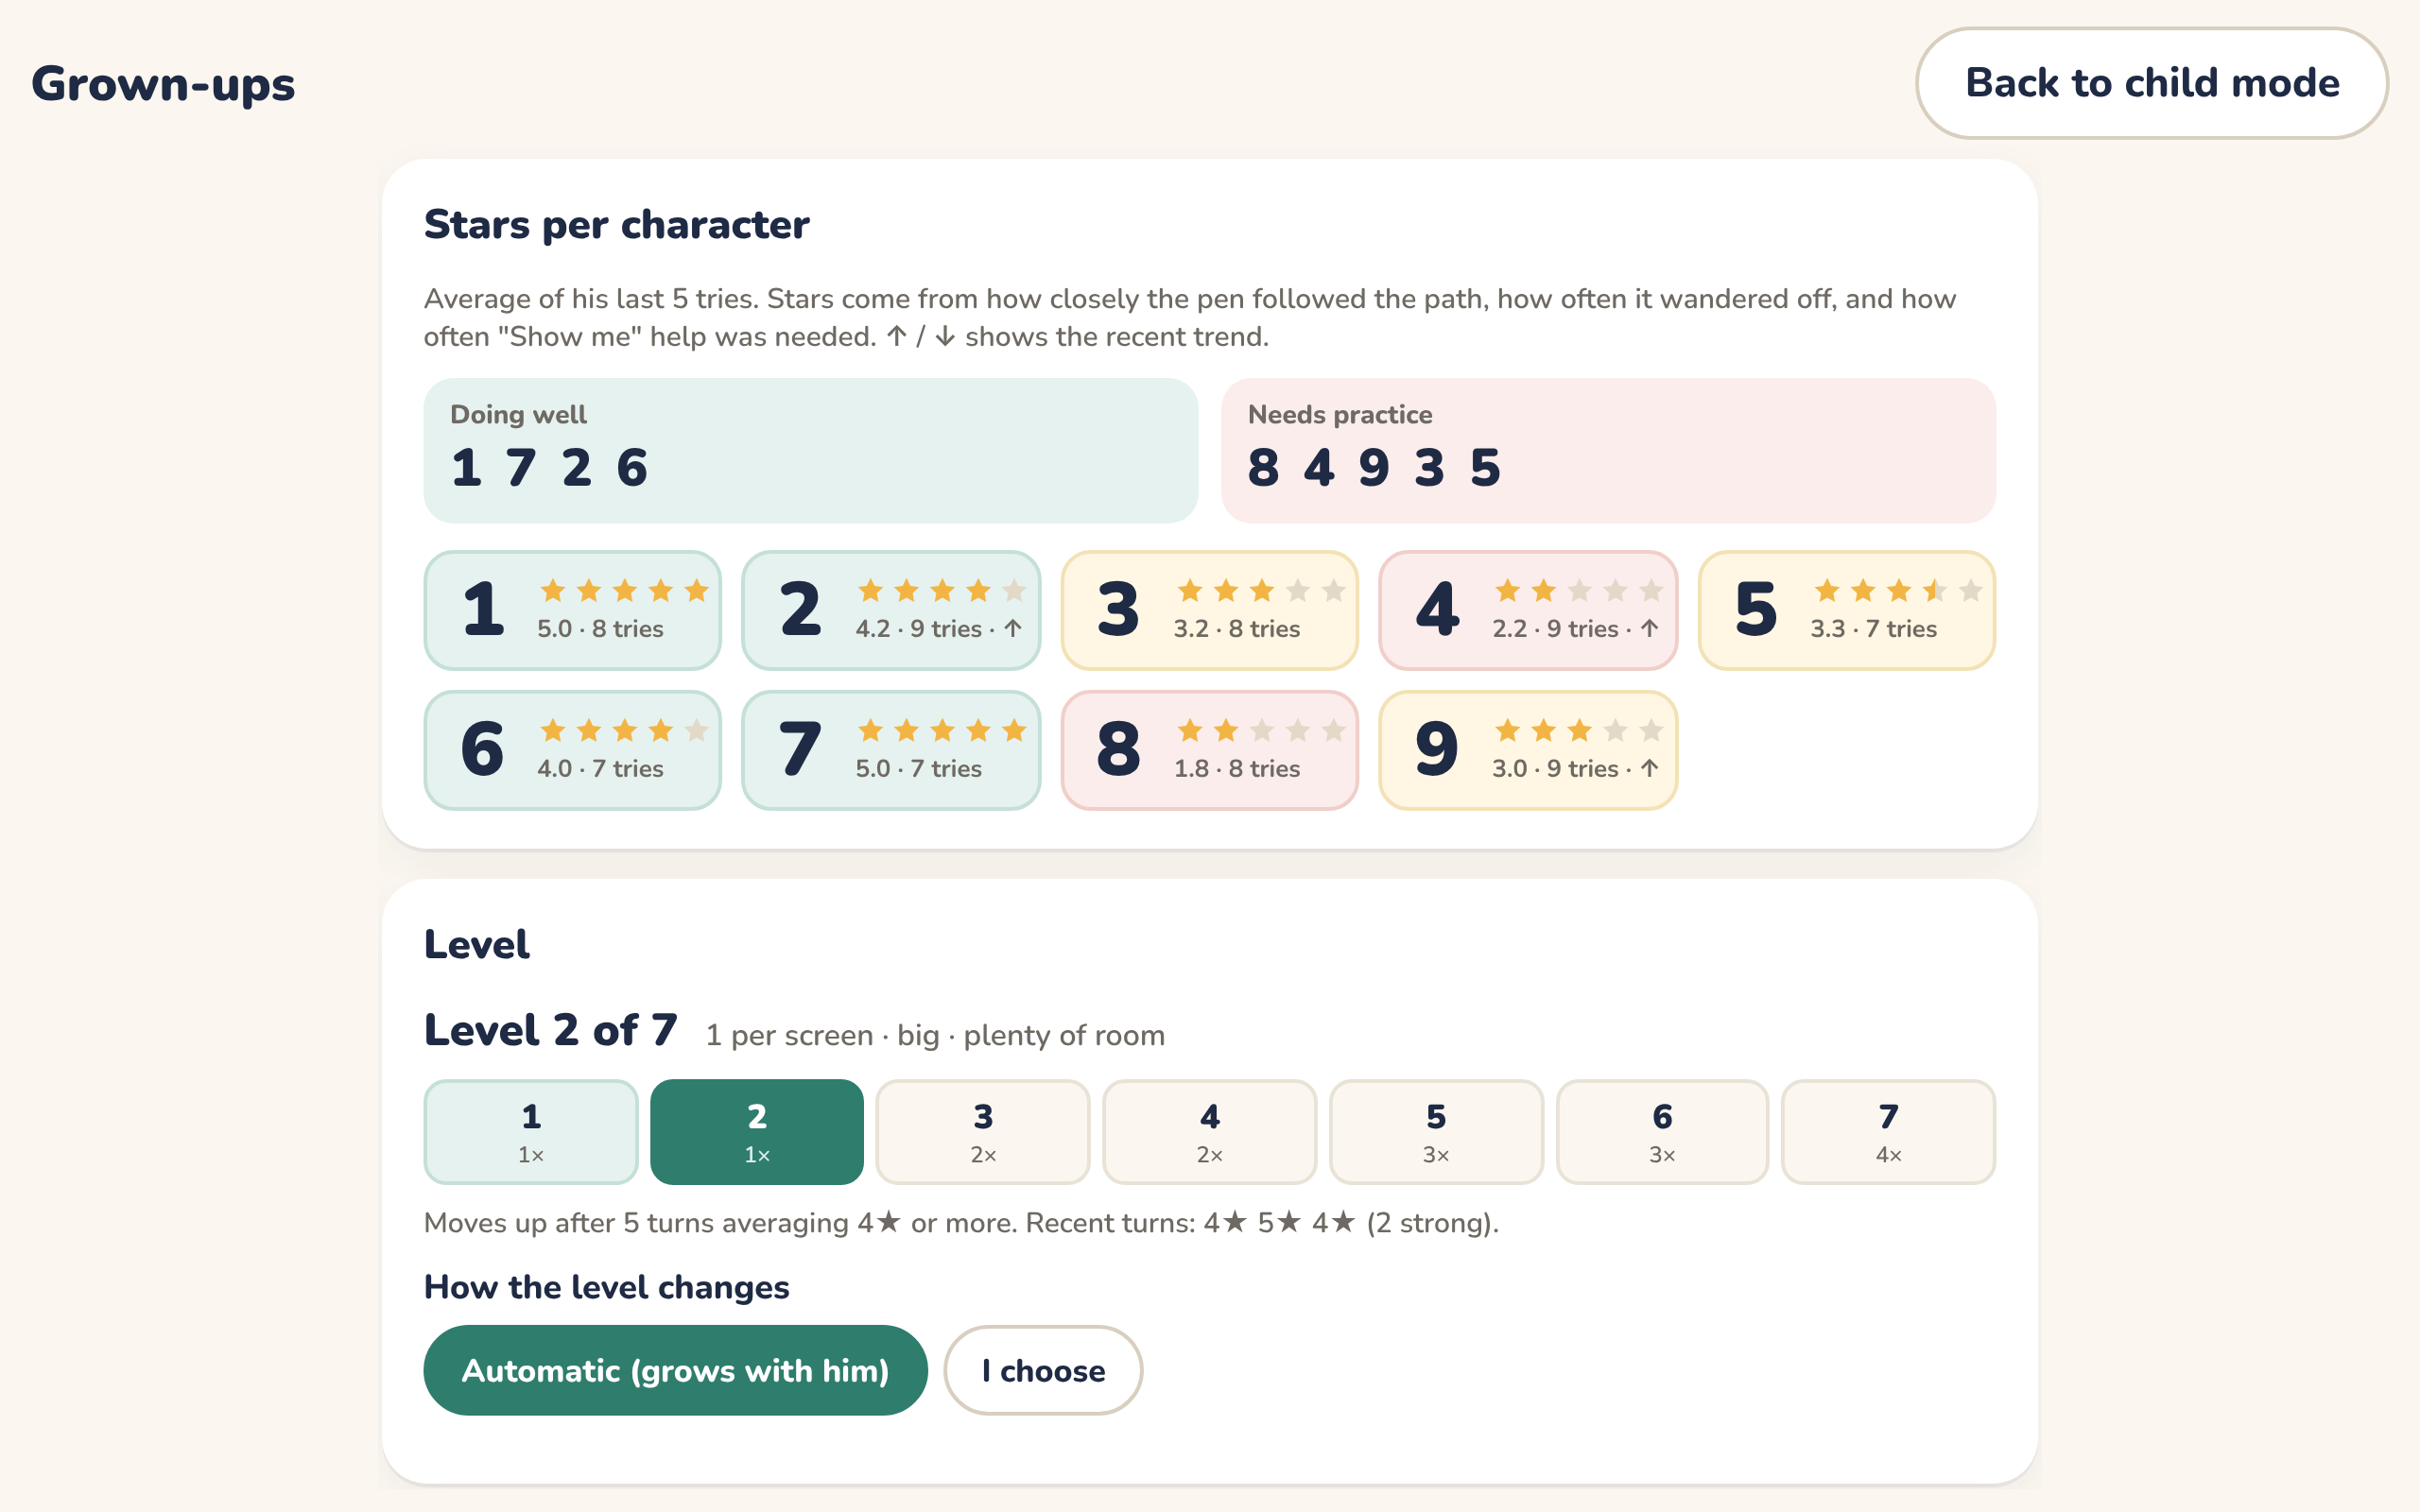 Grown-ups
Back to child mode
Stars per character
Average of his last 5 tries. Stars come from how closely the pen followed the path, how often it wandered off, and how
often "Show me" help was needed. ↑ / ↓ shows the recent trend.
Doing well
1 7 2 6
Needs practice
8 4 9 3 5
1
5.0 · 8 tries
2
4.2 · 9 tries · ↑
3
3.2 · 8 tries
4
2.2 · 9 tries · ↑
5
3.3 · 7 tries
6
4.0 · 7 tries
7
5.0 · 7 tries
8
1.8 · 8 tries
9
3.0 · 9 tries · ↑
Level
Level 2 of 7 1 per screen · big · plenty of room
1
1×
2
1×
3
2×
4
2×
5
3×
6
3×
7
4×
Moves up after 5 turns averaging 4★ or more. Recent turns: 4★ 5★ 4★ (2 strong).
How the level changes
Automatic (grows with him)
I choose